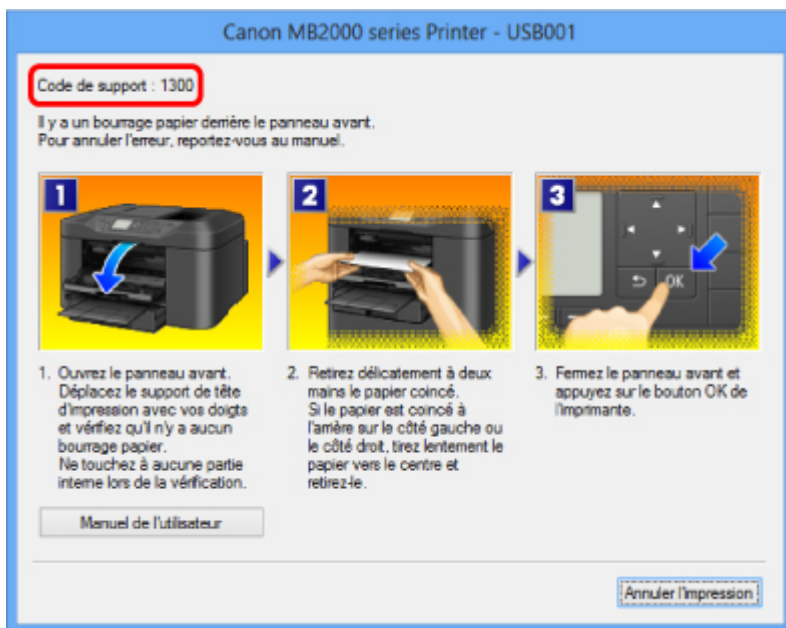 Canon MB2000 series Printer - USB001
Code de support : 1300
Il y a un bourrage papier derrière le panneau avant.
Pour annuler l'erreur, reportez-vous au manuel.
1
2
3
OK
1. Ouvrez le panneau avant.
Déplacez le support de tête
d'impression avec vos doigts
et vérifiez qu'il n'y a aucun
bourrage papier.
Ne touchez à aucune partie
interne lors de la vérification.
2. Retirez délicatement à deux
mains le papier coincé.
Si le papier est coincé à
l'arrière sur le côté gauche ou
le côté droit, tirez lentement le
papier vers le centre et
retirez-le.
3. Fermez le panneau avant et
appuyez sur le bouton OK de
l'imprimante.
Manuel de l'utilisateur
Annuler l'impression